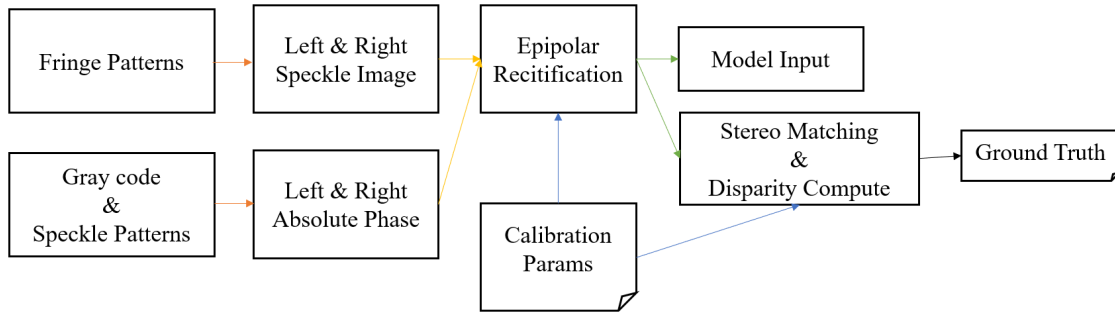 Fringe Patterns
Left & Right
Speckle Image
Epipolar
Recitification
Model Input
Gray code
&
Speckle Patterns
Left & Right
Absolute Phase
Calibration
Params
Stereo Matching
&
Disparity Compute
Ground Truth